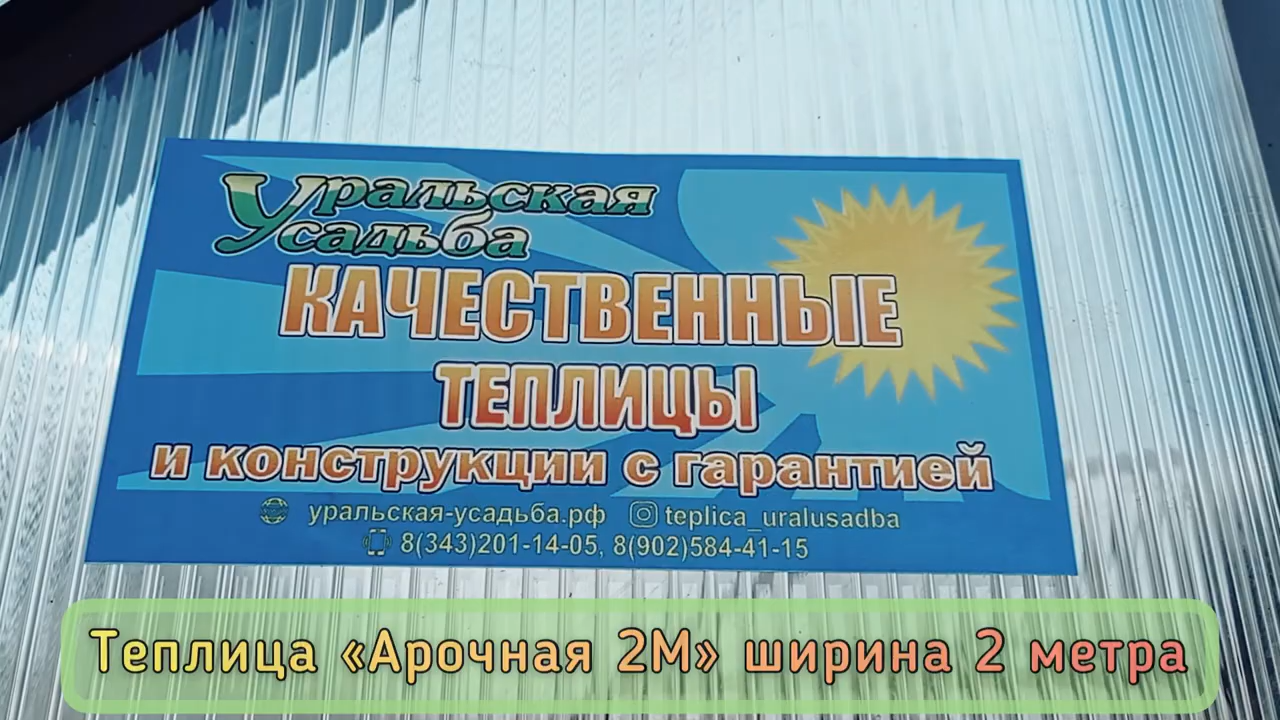 Уральская
Усадьба
КАЧЕСТВЕННЫЕ
ТЕПЛИЦЫ
и конструкции с гарантией
уральская-усадьба.рф teplica_uralusadba
8(343)201-14-05, 8(902)584-41-15
Теплица «Арочная 2М» ширина 2 метра